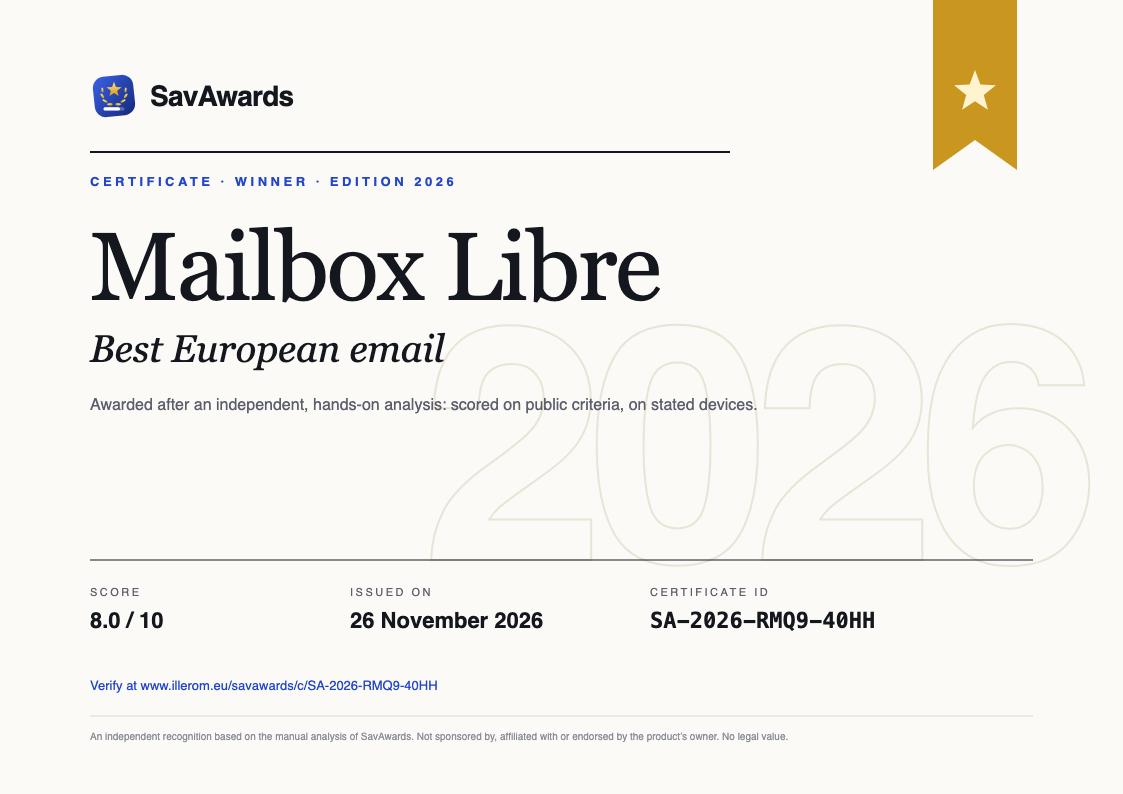 SavAwards
CERTIFICATE · WINNER · EDITION 2026
Mailbox Libre
Best European email
2026
Awarded after an independent, hands-on analysis: scored on public criteria, on stated devices.
SCORE
8.0 / 10
ISSUED ON
26 November 2026
CERTIFICATE ID
SA-2026-RMQ9-40HH
Verify at www.illerom.eu/savawards/c/SA-2026-RMQ9-40HH
An independent recognition based on the manual analysis of SavAwards. Not sponsored by, affiliated with or endorsed by the product's owner. No legal value.